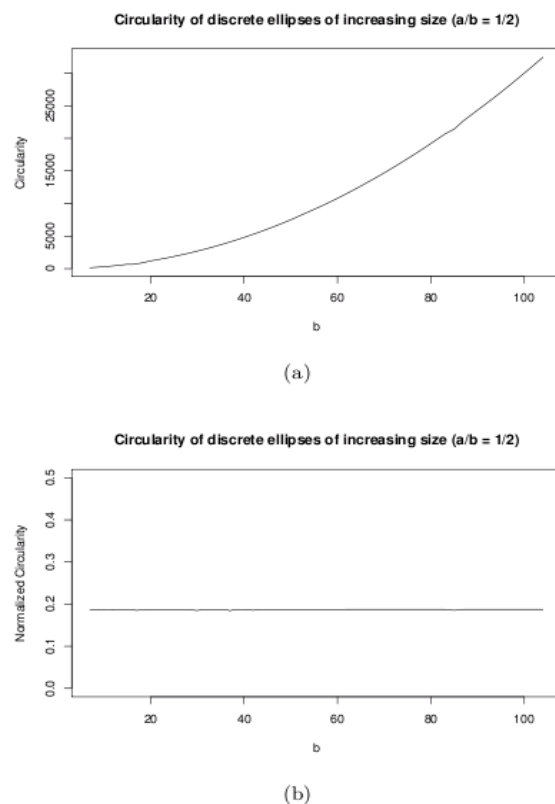 Circularity of discrete ellipses of increasing size (a/b = 1/2)
Circularity
25000
15000
5000
0
20 40 60 80 100
b
(a)
Circularity of discrete ellipses of increasing size (a/b = 1/2)
Normalized Circularity
0.5
0.4
0.3
0.2
0.1
0.0
20 40 60 80 100
b
(b)